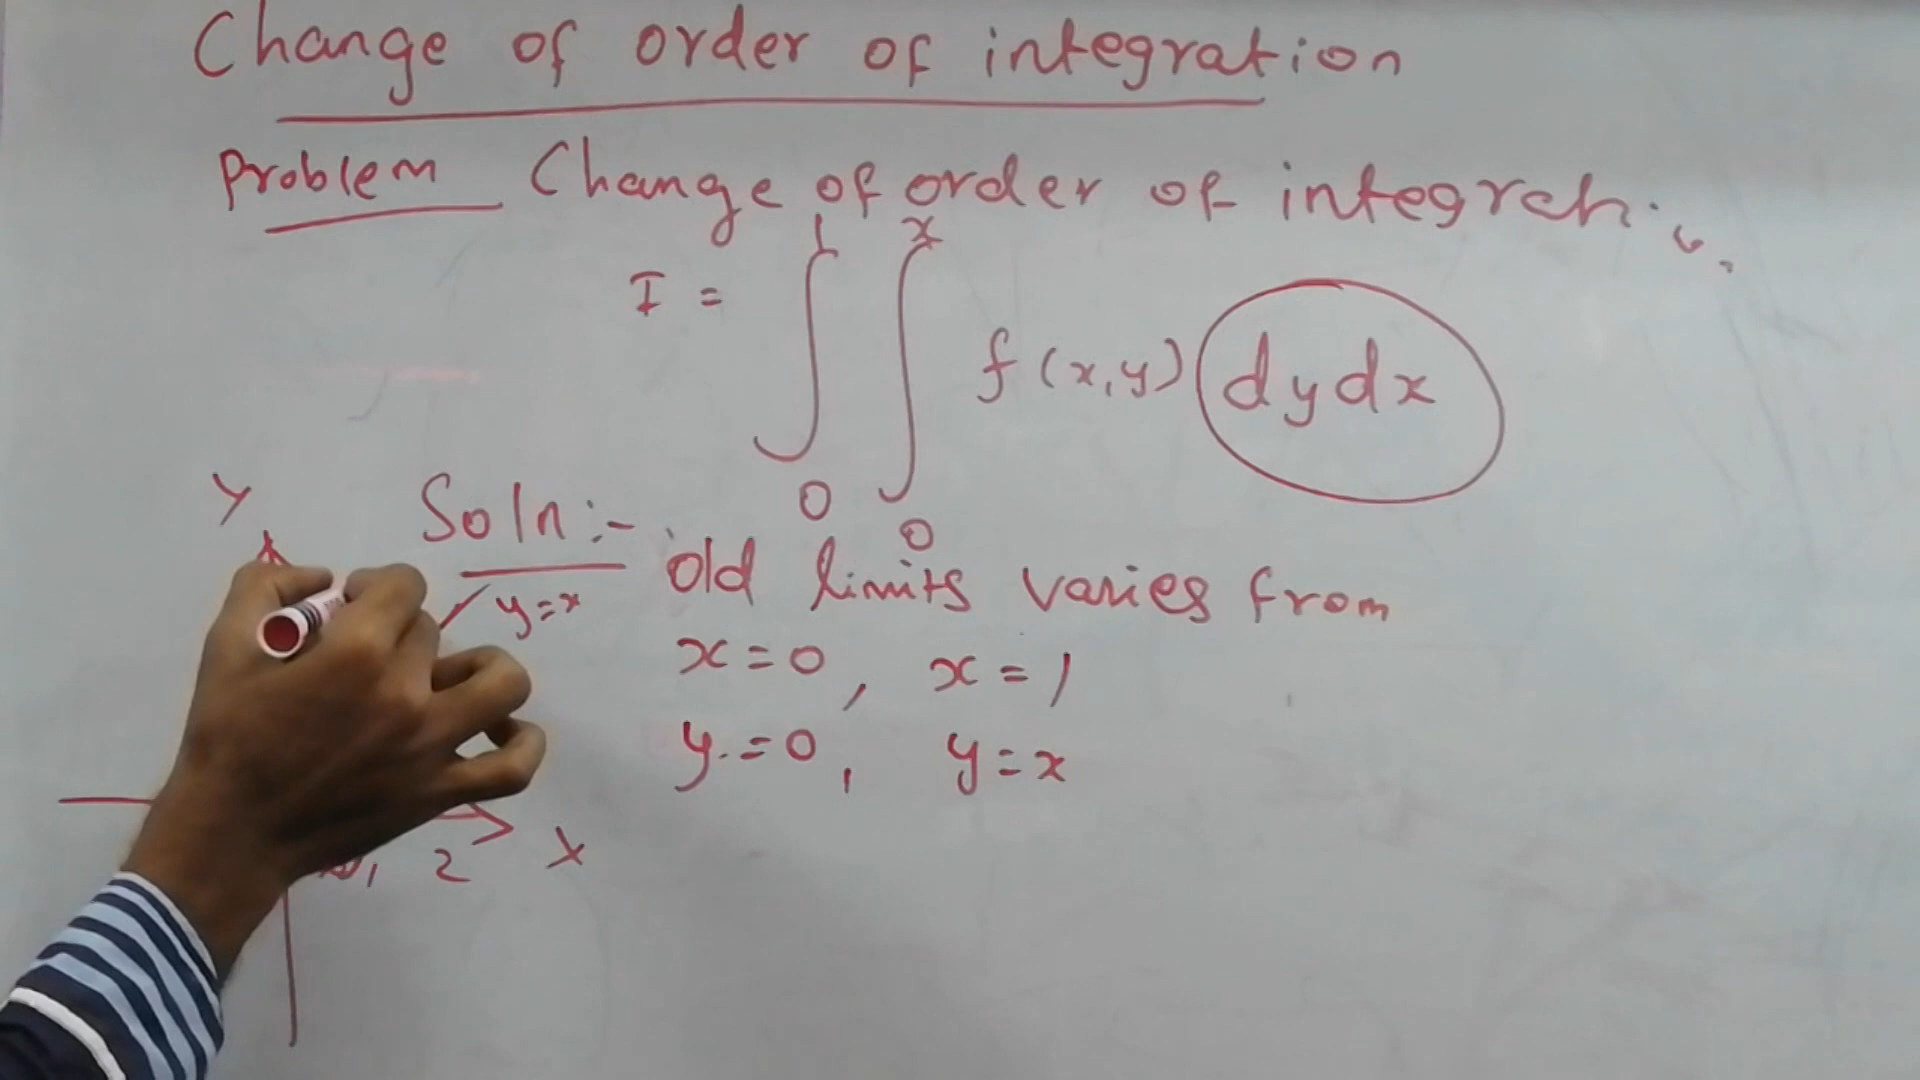 Change of order of integration
Problem Change of order of
I = ∫₀¹ ∫₀ˣ f(x,y) dydx
Soln :- old limits varies from
x=0, x=1
y=0, y=x
Y
y=x
1 2 X